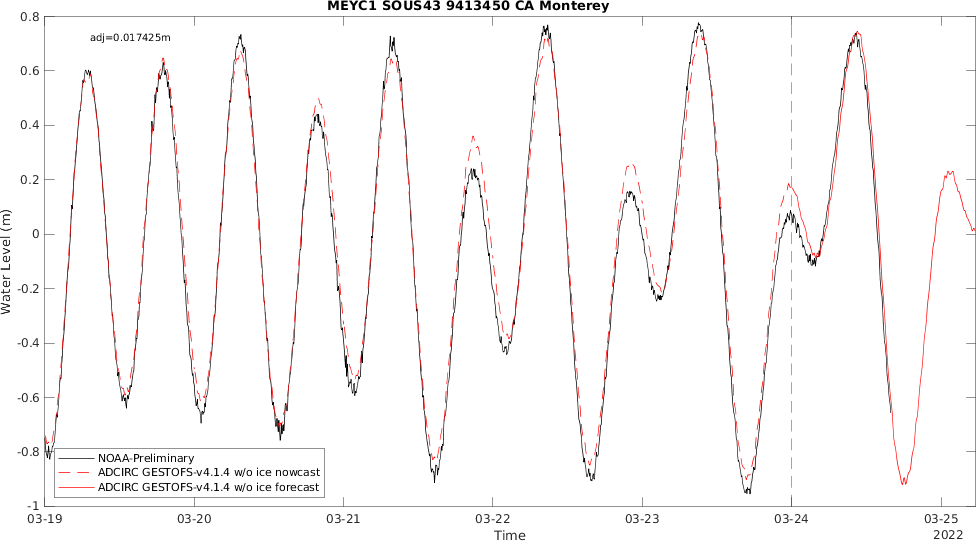 MEYC1 SOUS43 9413450 CA Monterey
adj=0.017425m
0.8
0.6
0.4
0.2
0
-0.2
-0.4
-0.6
-0.8
-1
Water Level (m)
NOAA-Preliminary
ADCIRC GESTOFS-v4.1.4 w/o ice nowcast
ADCIRC GESTOFS-v4.1.4 w/o ice forecast
03-19 03-20 03-21 03-22 03-23 03-24 03-25
Time
2022